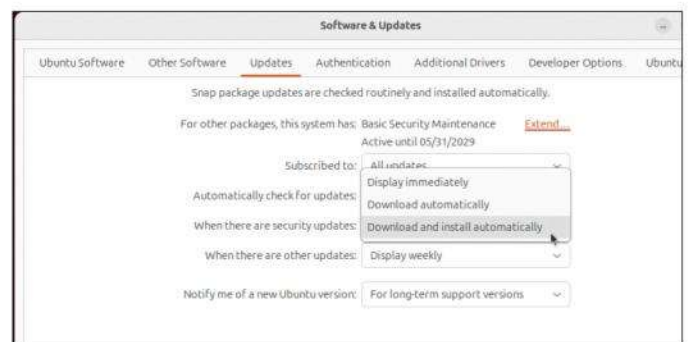 Software & Updates
Ubuntu Software Other Software Updates Authentication Additional Drivers Developer Options Ubuntu
Snap package updates are checked routinely and installed automatically.
For other packages, this system has: Basic Security Maintenance Extend...
Active until 05/31/2029
Subscribed to: All updates
Automatically check for updates:
Display immediately
Download automatically
When there are security updates: Download and install automatically
When there are other updates: Display weekly
Notify me of a new Ubuntu version: For long-term support versions